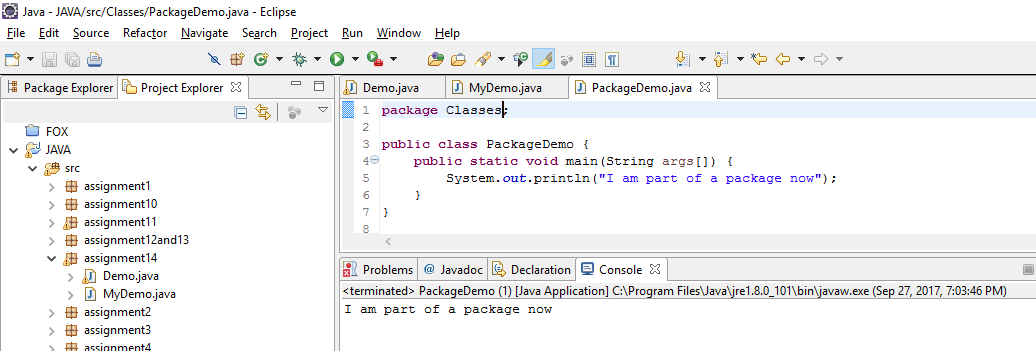 Java - JAVA/src/Classes/PackageDemo.java - Eclipse
File Edit Source Refactor Navigate Search Project Run Window Help
Package Explorer Project Explorer
FOX
JAVA
src
assignment1
assignment10
assignment11
assignment12and13
assignment14
Demo.java
MyDemo.java
assignment2
assignment3
assignment4
Demo.java MyDemo.java PackageDemo.java
1 package Classes;
2
3 public class PackageDemo {
4 public static void main(String args[]) {
5 System.out.println("I am part of a package now");
6 }
7 }
8
Problems @ Javadoc Declaration Console
<terminated> PackageDemo (1) [Java Application] C:\Program Files\Java\jre1.8.0_101\bin\javaw.exe (Sep 27, 2017, 7:03:46 PM)
I am part of a package now